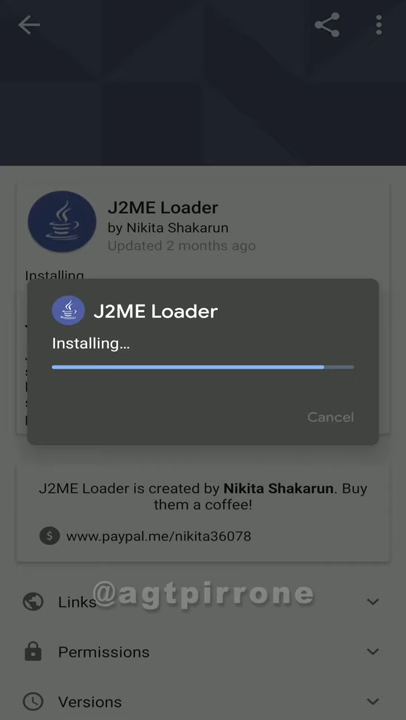 J2ME Loader
by Nikita Shakarun
Updated 2 months ago
Installing
J2ME Loader
Installing...
Cancel
J2ME Loader is created by Nikita Shakarun. Buy
them a coffee!
www.paypal.me/nikita36078
Links
@agtpirrone
Permissions
Versions